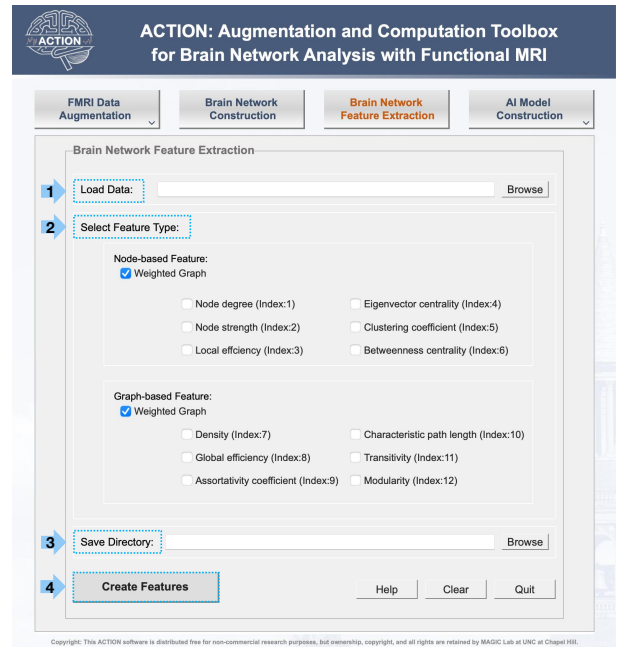 ACTION: Augmentation and Computation Toolbox
for Brain Network Analysis with Functional MRI
ACTION
FMRI Data
Augmentation
Brain Network
Construction
Brain Network
Feature Extraction
AI Model
Construction
Brain Network Feature Extraction
1
Load Data:
Browse
2
Select Feature Type:
Node-based Feature:
Weighted Graph
Node degree (Index:1)
Eigenvector centrality (Index:4)
Node strength (Index:2)
Clustering coefficient (Index:5)
Local effciency (Index:3)
Betweenness centrality (Index:6)
Graph-based Feature:
Weighted Graph
Density (Index:7)
Characteristic path length (Index:10)
Global efficiency (Index:8)
Transitivity (Index:11)
Assortativity coefficient (Index:9)
Modularity (Index:12)
3
Save Directory:
Browse
4
Create Features
Help
Clear
Quit
Copyright: This ACTION software is distributed free for non-commercial research purposes, but ownership, copyright, and all rights are retained by MAGIC Lab at UNC at Chapel Hill.